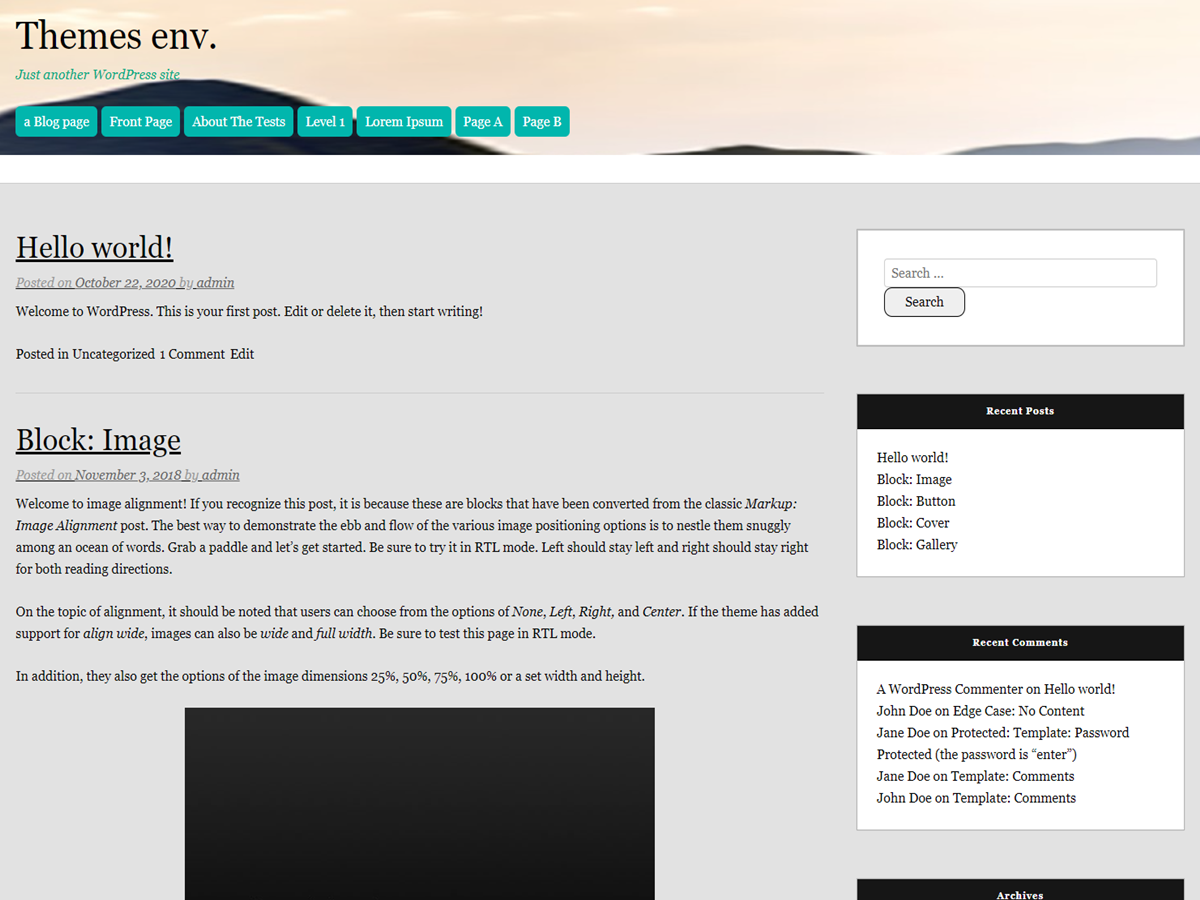 Themes env.
Just another WordPress site
a Blog page
Front Page
About The Tests
Level 1
Lorem Ipsum
Page A
Page B
Hello world!
Posted on October 22, 2020 by admin
Welcome to WordPress. This is your first post. Edit or delete it, then start writing!
Posted in Uncategorized 1 Comment Edit
Block: Image
Posted on November 3, 2018 by admin
Welcome to image alignment! If you recognize this post, it is because these are blocks that have been converted from the classic Markup:
Image Alignment post. The best way to demonstrate the ebb and flow of the various image positioning options is to nestle them snuggly
among an ocean of words. Grab a paddle and let’s get started. Be sure to try it in RTL mode. Left should stay left and right should stay right
for both reading directions.
On the topic of alignment, it should be noted that users can choose from the options of None, Left, Right, and Center. If the theme has added
support for align wide, images can also be wide and full width. Be sure to test this page in RTL mode.
In addition, they also get the options of the image dimensions 25%, 50%, 75%, 100% or a set width and height.
Search ...
Search
Recent Posts
Hello world!
Block: Image
Block: Button
Block: Cover
Block: Gallery
Recent Comments
A WordPress Commenter on Hello world!
John Doe on Edge Case: No Content
Jane Doe on Protected: Template: Password
Protected (the password is “enter”)
Jane Doe on Template: Comments
John Doe on Template: Comments
Archives